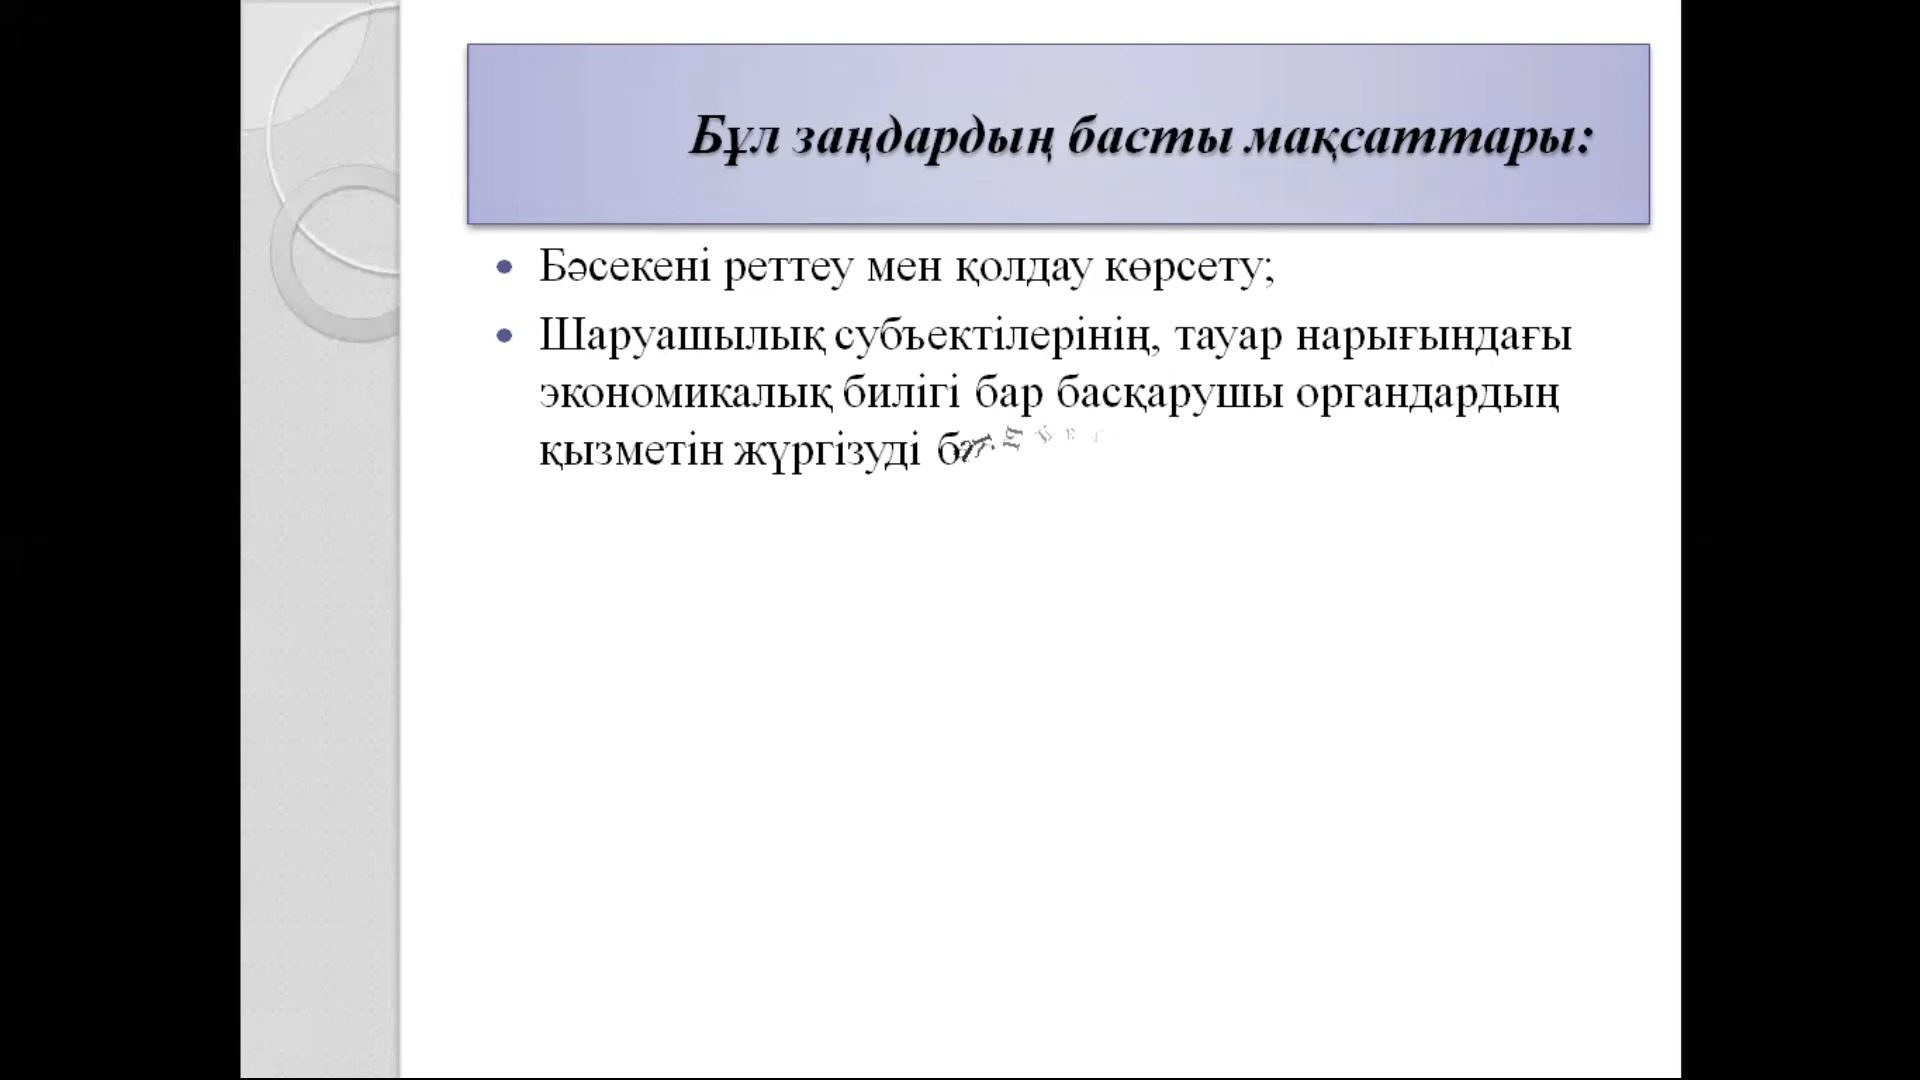 Бұл заңдардың басты мақсаттары:
Бәсекені реттеу мен қолдау көрсету;
Шаруашылық субъектілерінің, тауар нарығындағы
экономикалық билігі бар басқарушы органдардың
қызметін жүргізуді